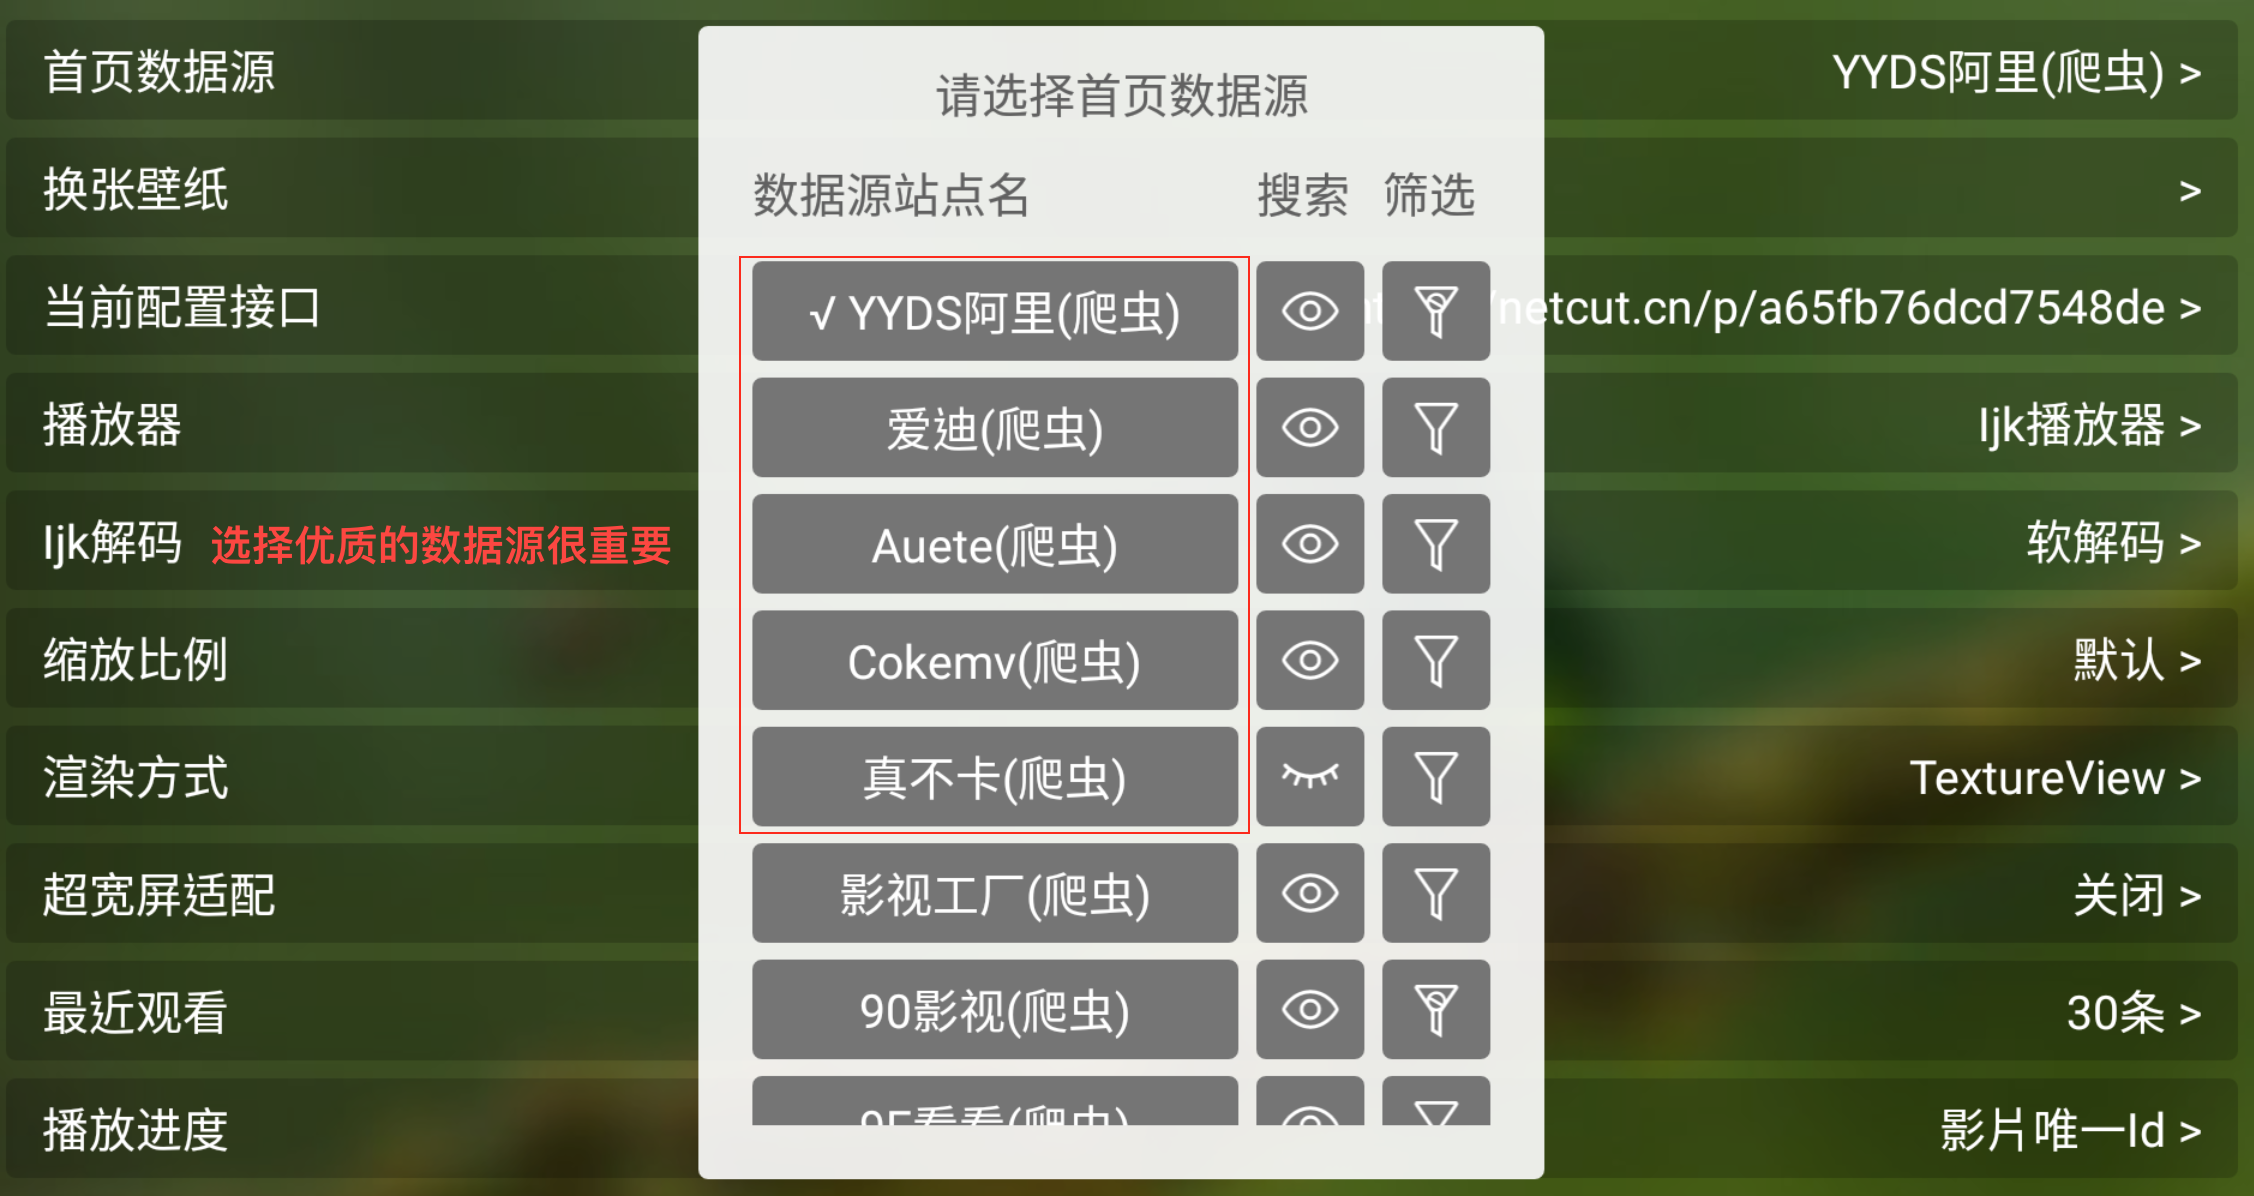 首页数据源
YYDS阿里(爬虫) >
换张壁纸
>
当前配置接口
netcut.cn/p/a65fb76dcd7548de >
播放器
Ijk播放器 >
Ijk解码
选择优质的数据源很重要
软解码 >
缩放比例
默认 >
渲染方式
TextureView >
超宽屏适配
关闭 >
最近观看
30条 >
播放进度
影片唯一Id >
请选择首页数据源
数据源站点名 搜索 筛选
√ YYDS阿里(爬虫)
爱迪(爬虫)
Auete(爬虫)
Cokemv(爬虫)
真不卡(爬虫)
影视工厂(爬虫)
90影视(爬虫)